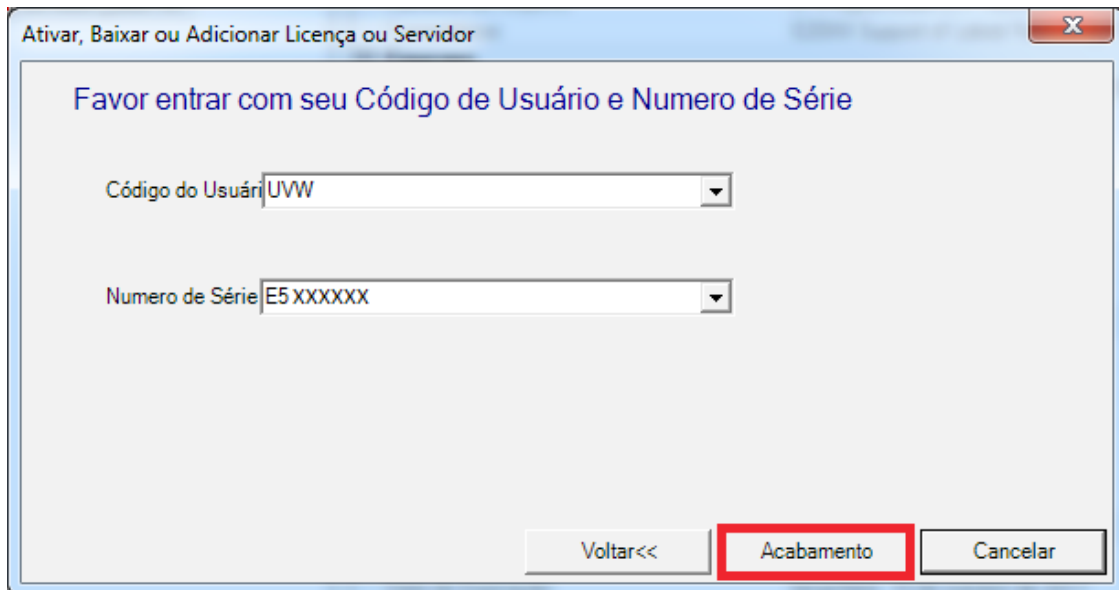 Ativar, Baixar ou Adicionar Licença ou Servidor
Favor entrar com seu Código de Usuário e Numero de Série
Código do Usuári UVW
Numero de Série E5 XXXXXX
Voltar<< Acabamento Cancelar